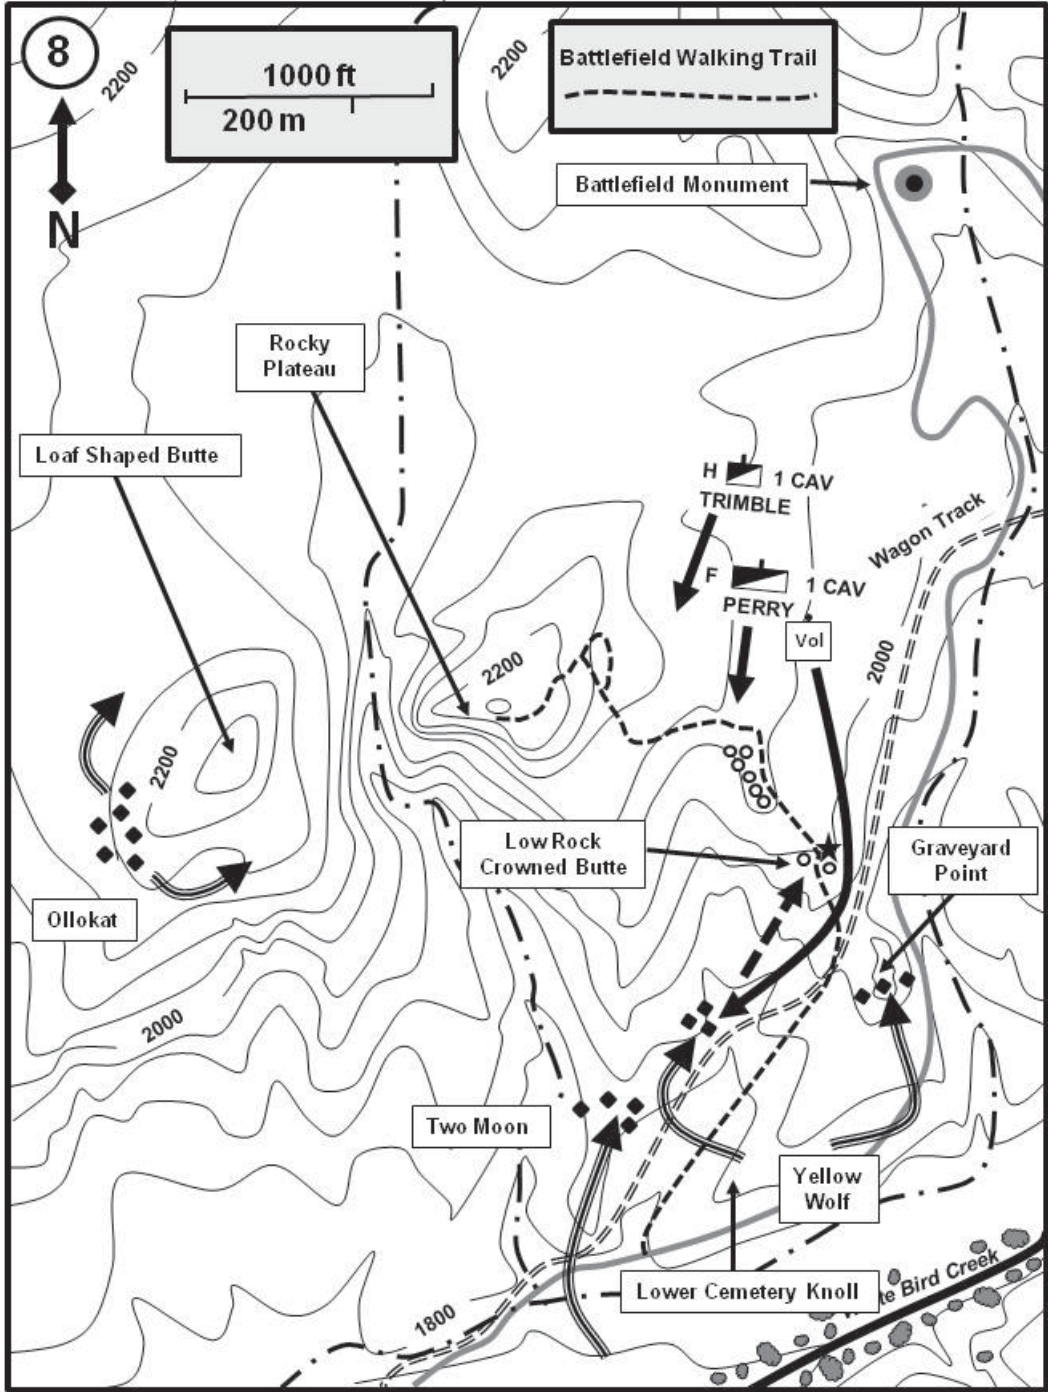 8
2200
N
1000 ft
200 m
2200
Battlefield Walking Trail
Battlefield Monument
Rocky
Plateau
Loaf Shaped Butte
H
1 CAV
TRIMBLE
Wagon Track
F
1 CAV
PERRY
Vol
2000
2200
2200
Low Rock
Crowned Butte
Graveyard
Point
Ollokat
2000
Two Moon
Yellow
Wolf
Lower Cemetery Knoll
Bird Creek
1800